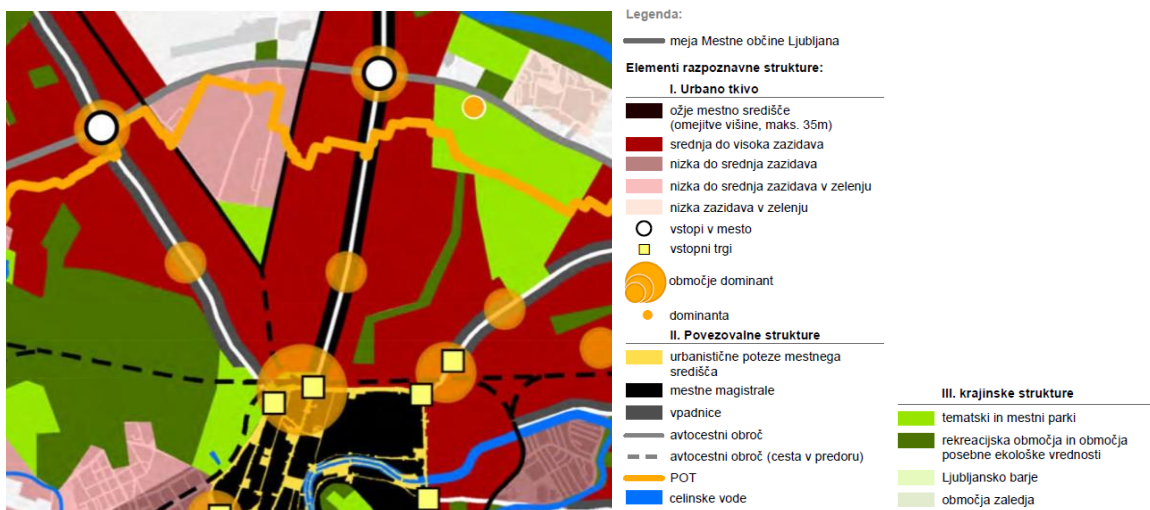 Legenda:
meja Mestne občine Ljubljana
Elementi razpoznavne strukture:
I. Urbano tkivo
ožje mestno središče
(omejitve višine, maks. 35m)
srednja do visoka zazidava
nizka do srednja zazidava
nizka do srednja zazidava v zelenju
nizka zazidava v zelenju
vstopi v mesto
vstopni trgi
območje dominant
dominanta
II. Povezovalne strukture
urbanistične poteze mestnega
središča
mestne magistrale
vpadnice
avtocestni obroč
avtocestni obroč (cesta v predoru)
POT
celinske vode
III. krajinske strukture
tematski in mestni parki
rekreacijska območja in območja
posebne ekološke vrednosti
Ljubljansko barje
območja zaledja